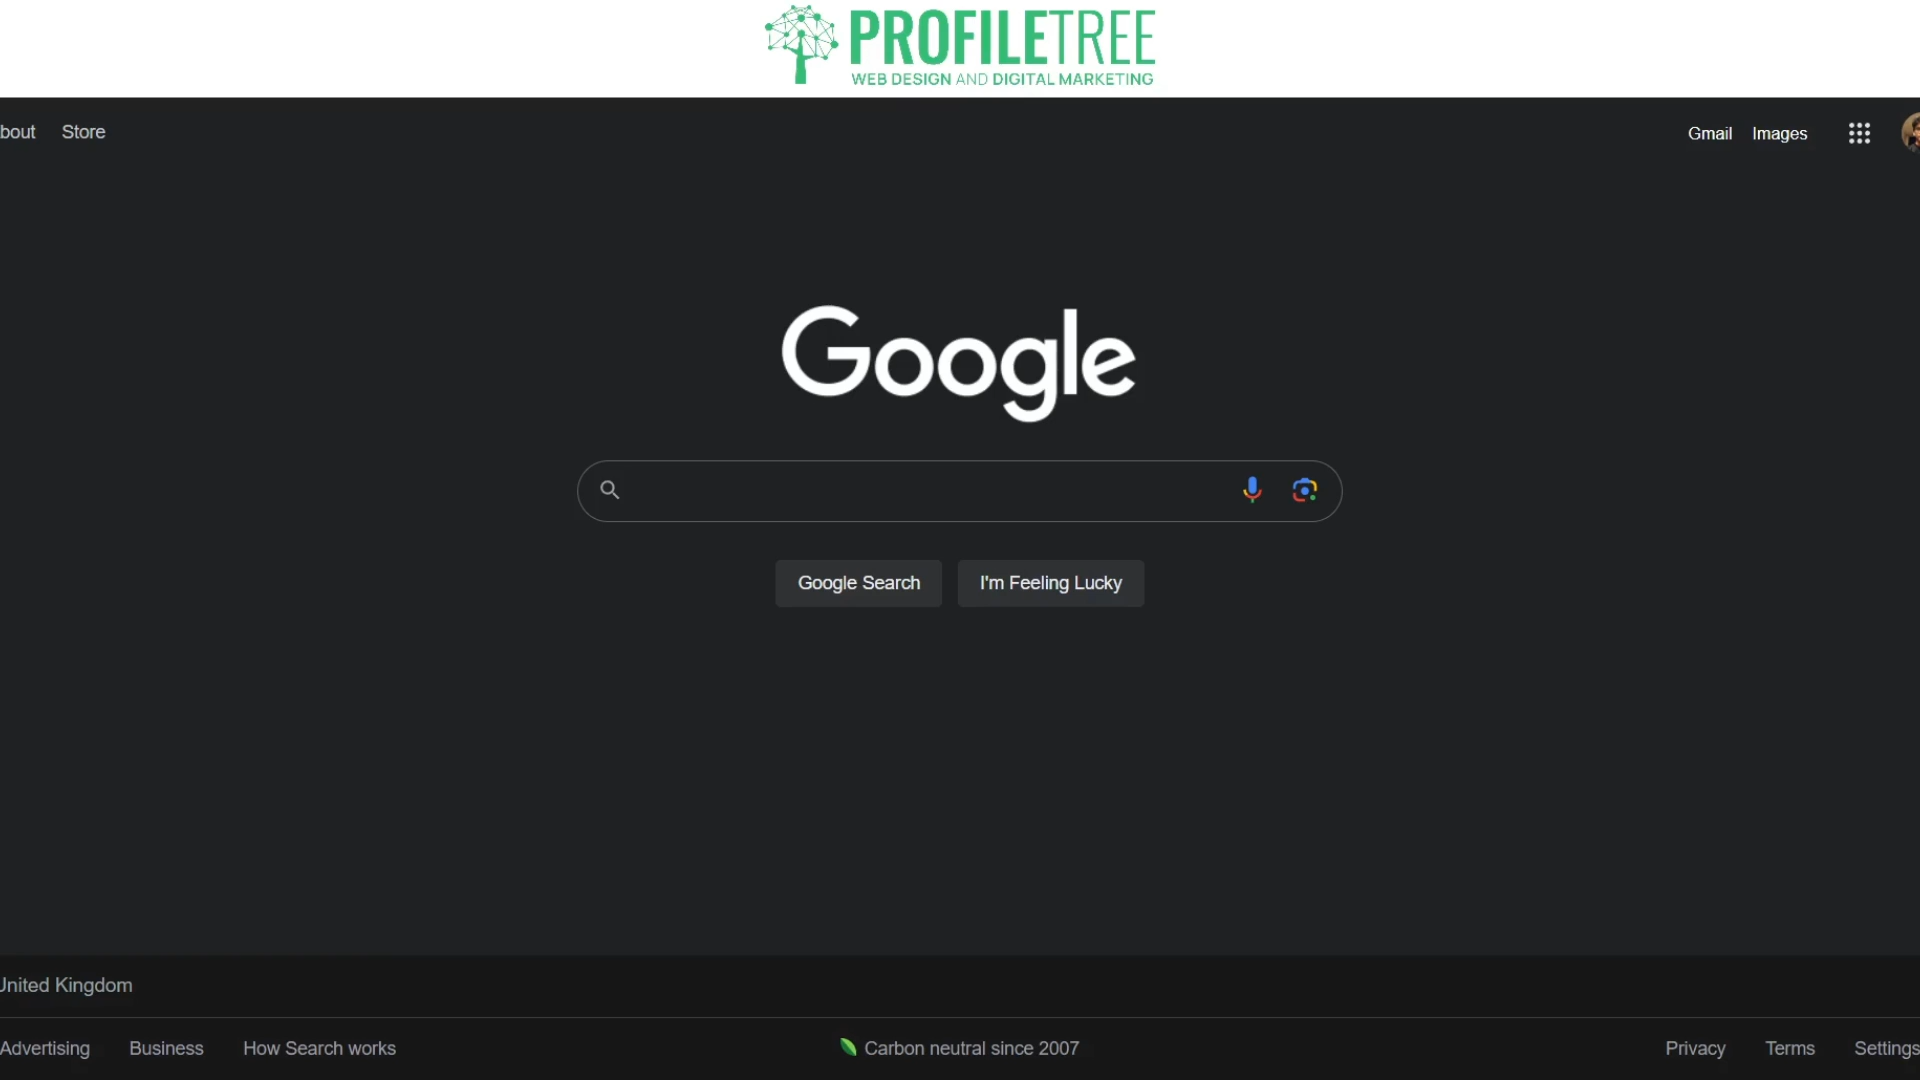 PROFILETREE
WEB DESIGN AND DIGITAL MARKETING
bout Store Gmail Images
Google
Google Search I'm Feeling Lucky
United Kingdom
Advertising Business How Search works Carbon neutral since 2007 Privacy Terms Settings